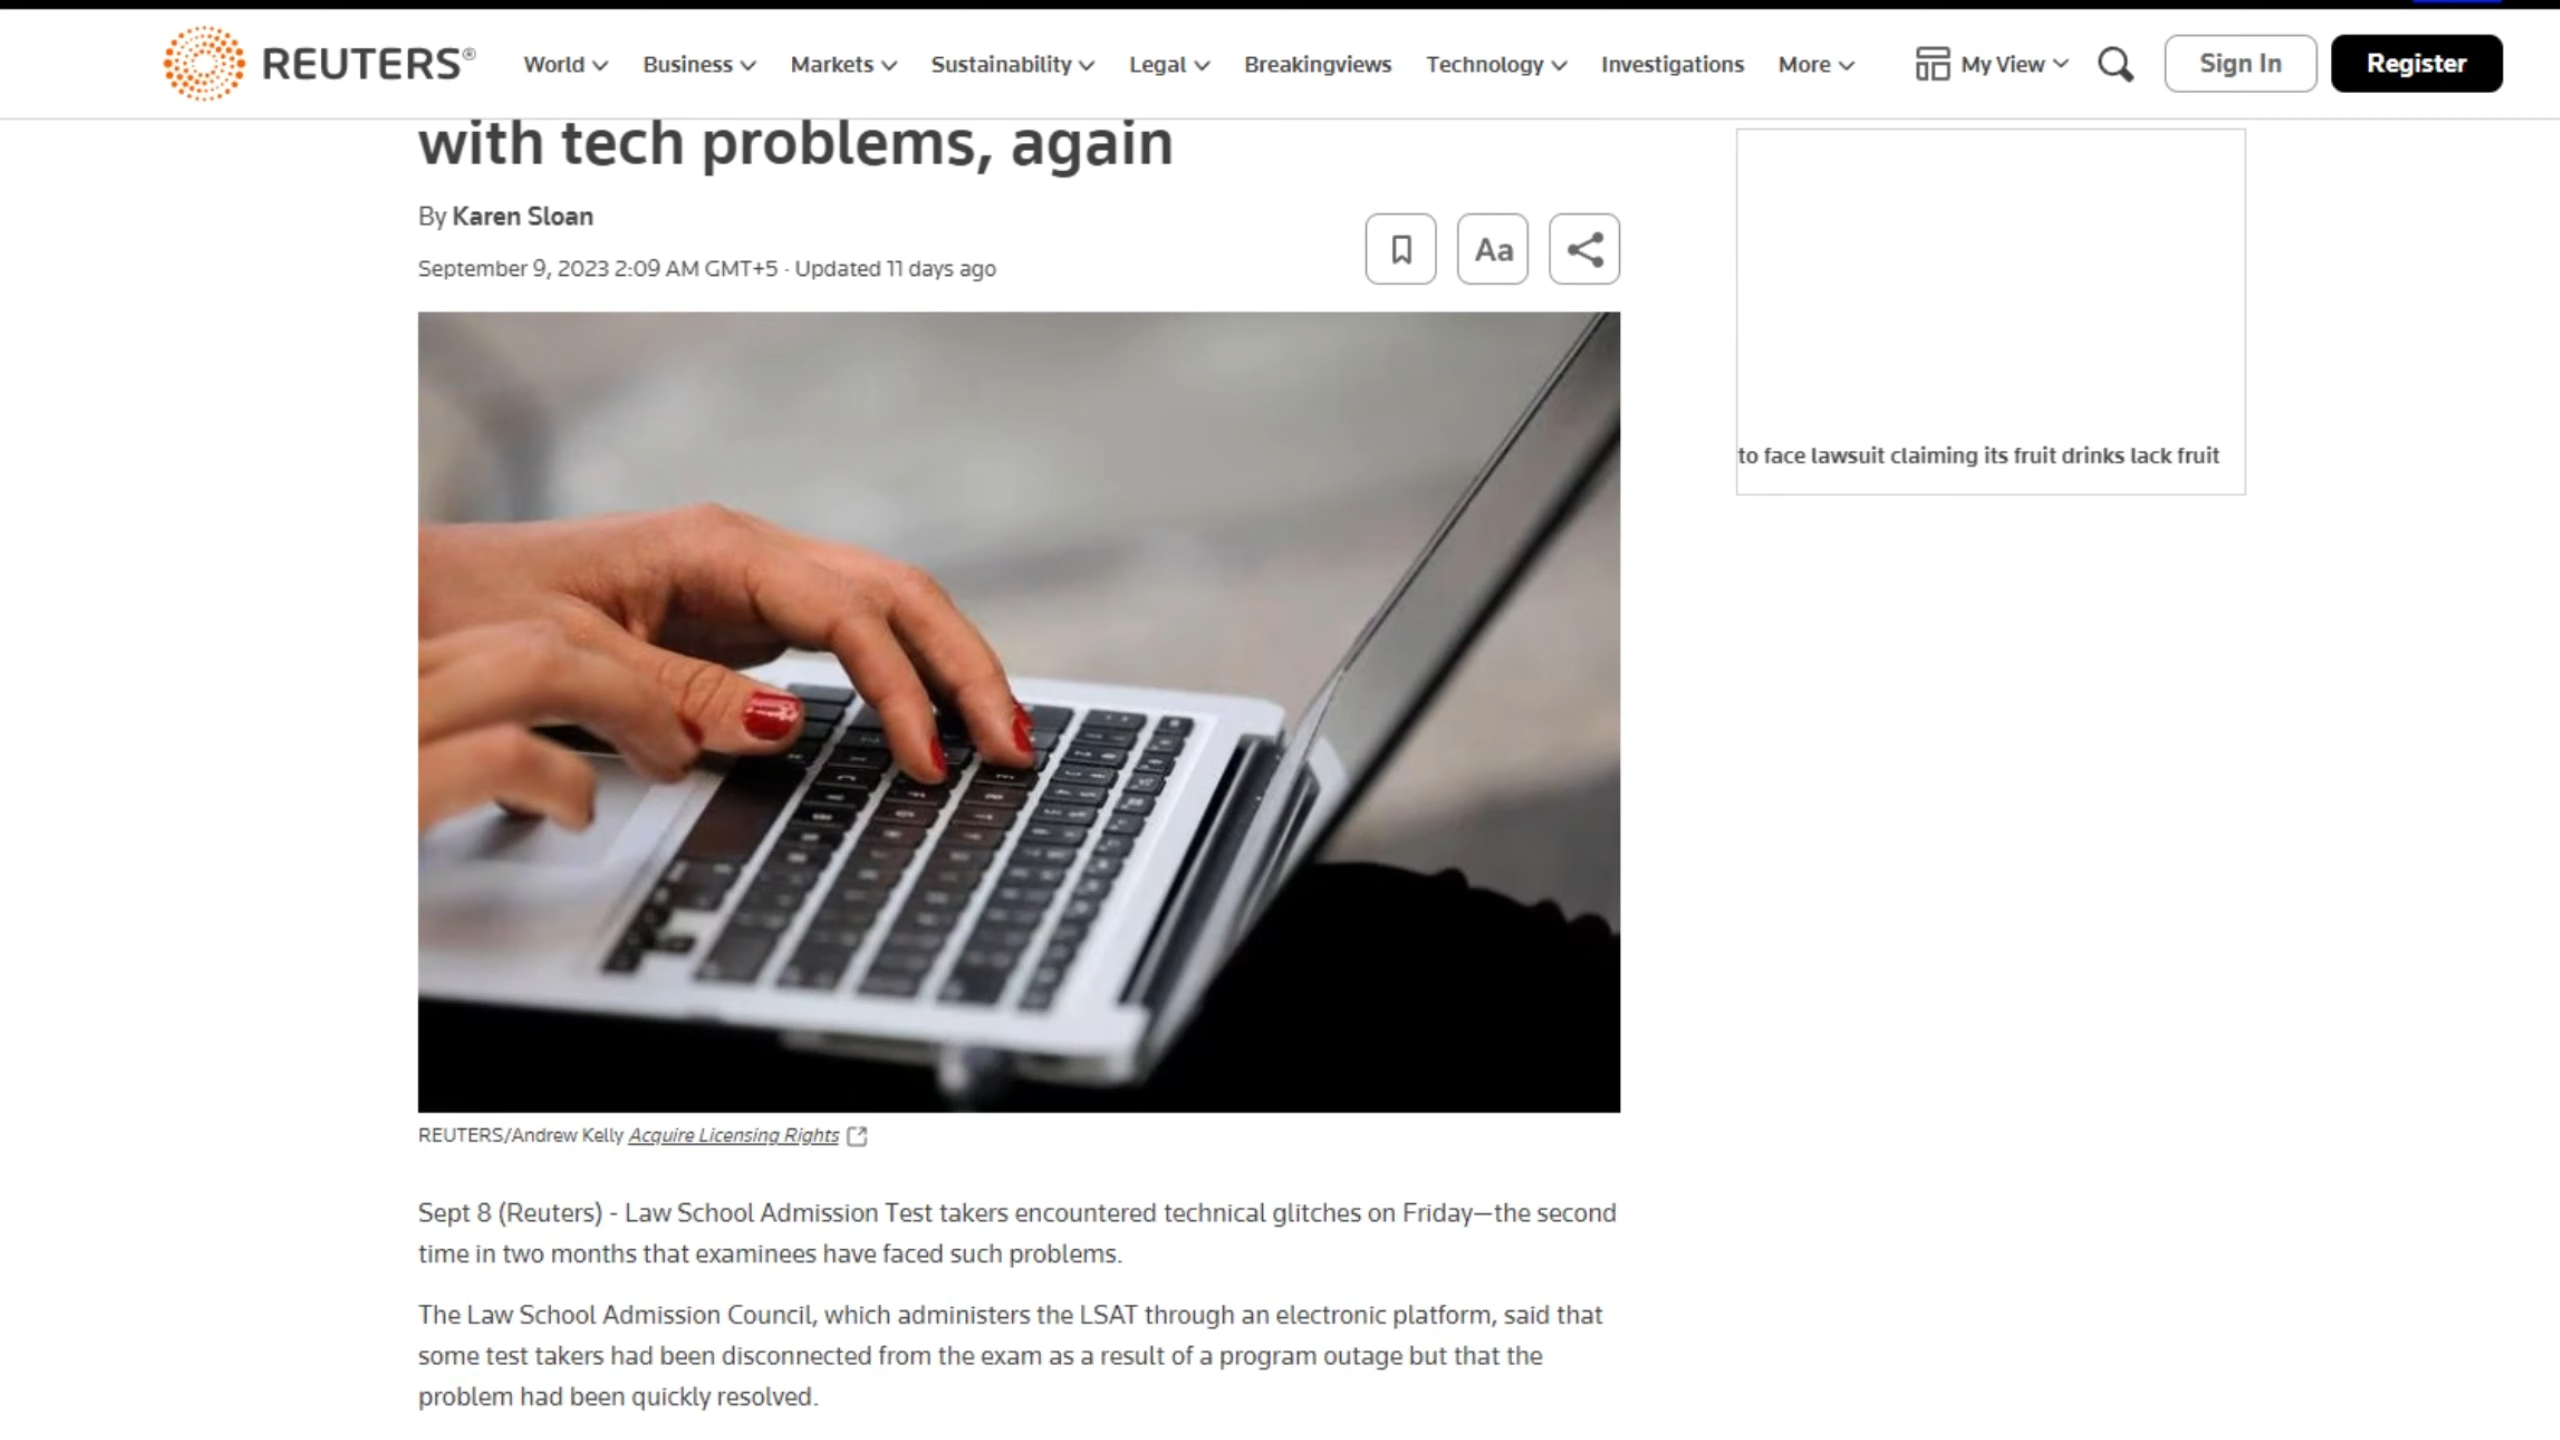 REUTERS®
World
Business
Markets
Sustainability
Legal
Breakingviews
Technology
Investigations
More
My View
Sign In
Register
with tech problems, again
By Karen Sloan
September 9, 2023 2:09 AM GMT+5 · Updated 11 days ago
Aa
to face lawsuit claiming its fruit drinks lack fruit
REUTERS/Andrew Kelly Acquire Licensing Rights
Sept 8 (Reuters) - Law School Admission Test takers encountered technical glitches on Friday—the second
time in two months that examinees have faced such problems.
The Law School Admission Council, which administers the LSAT through an electronic platform, said that
some test takers had been disconnected from the exam as a result of a program outage but that the
problem had been quickly resolved.